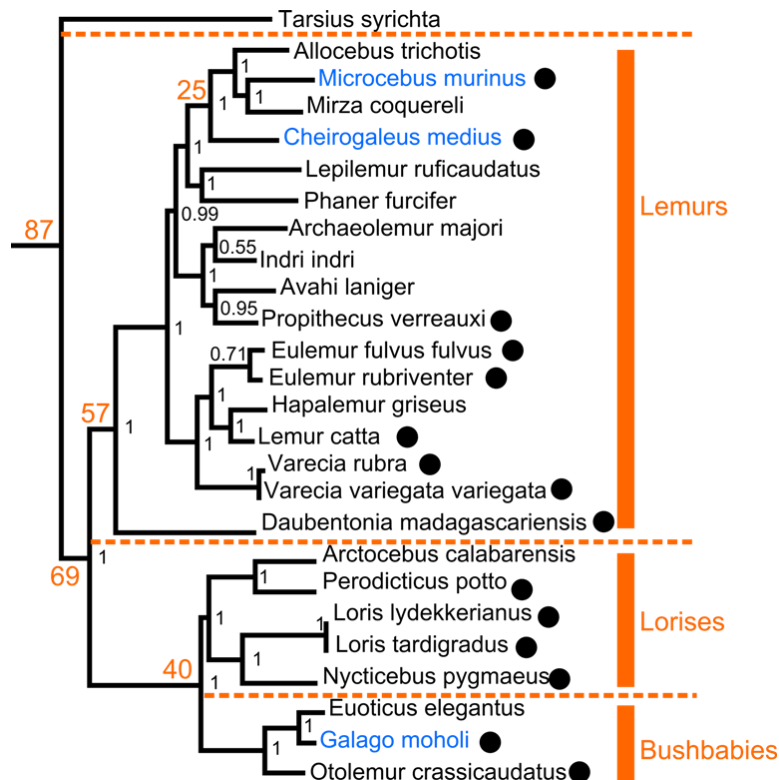 Tarsius syrichta
Allocebus trichotis
1
Microcebus murinus
25
1
1
Mirza coquereli
Cheirogaleus medius
1
Lepilemur ruficaudatus
1
Phaner furcifer
0.99
Lemurs
87
Archaeolemur majori
0.55
Indri indri
1
Avahi laniger
0.95
Propithecus verreauxi
1
0.71
Eulemur fulvus fulvus
Eulemur rubriventer
1
Hapalemur griseus
57
1
1
Lemur catta
1
Varecia rubra
1
Varecia variegata variegata
Daubentonia madagascariensis
69
1
Arctocebus calabarensis
1
Perodicticus potto
1
Loris lydekkerianus
1
Lorises
Loris tardigradus
1
40
Nycticebus pygmaeus
1
Euoticus elegantus
1
Galago moholi
1
Bushbabies
Otolemur crassicaudatus